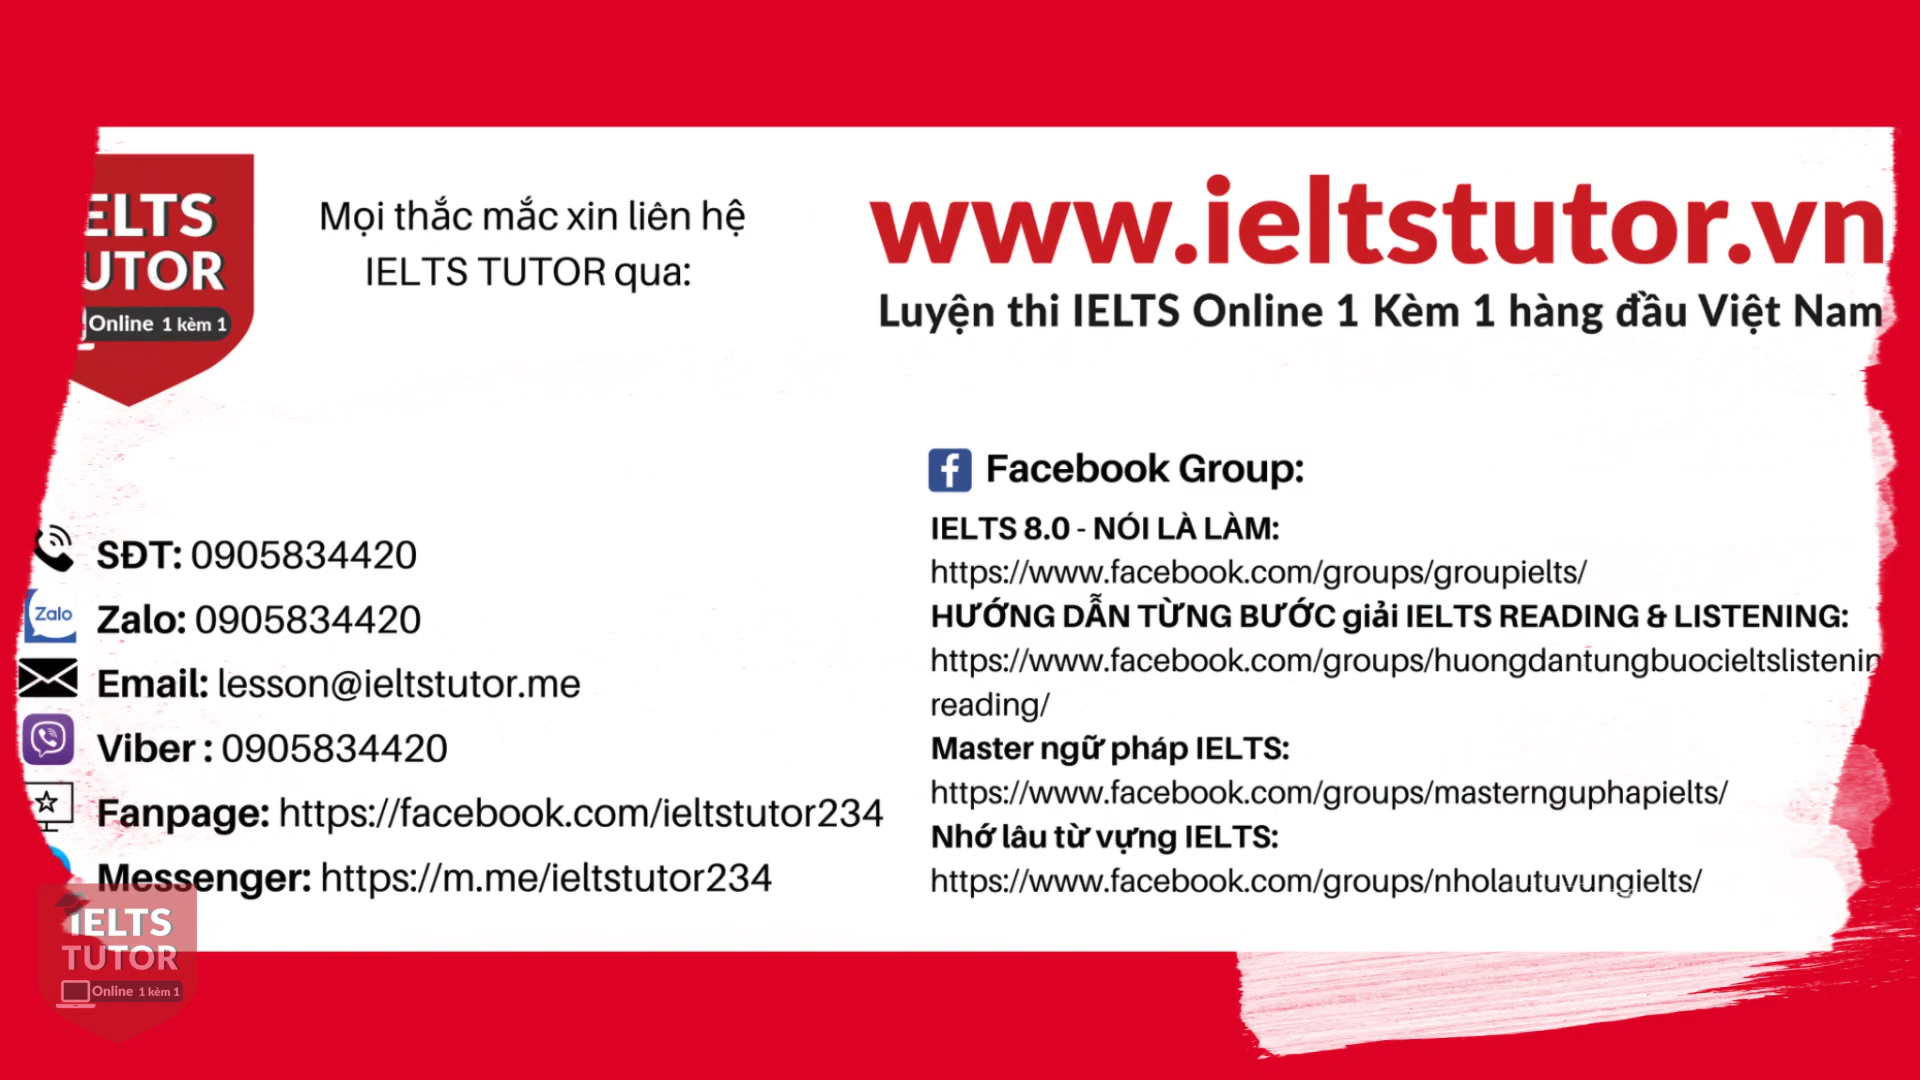 ELTS
UTOR
Online 1 kèm 1
Mọi thắc mắc xin liên hệ
IELTS TUTOR qua:
www.ieltstutor.vn
Luyện thi IELTS Online 1 Kèm 1 hàng đầu Việt Nam
SĐT: 0905834420
Zalo
Zalo: 0905834420
Email: lesson@ieltstutor.me
Viber : 0905834420
Fanpage: https://facebook.com/ieltstutor234
Messenger: https://m.me/ieltstutor234
Facebook Group:
IELTS 8.0 - NÓI LÀ LÀM:
https://www.facebook.com/groups/groupielts/
HƯỚNG DẪN TỪNG BƯỚC giải IELTS READING & LISTENING:
https://www.facebook.com/groups/huongdantungbuocieltslistenin
reading/
Master ngữ pháp IELTS:
https://www.facebook.com/groups/masternguphapielts/
Nhớ lâu từ vựng IELTS:
https://www.facebook.com/groups/nholautuvungielts/
IELTS
TUTOR
Online 1 kèm 1